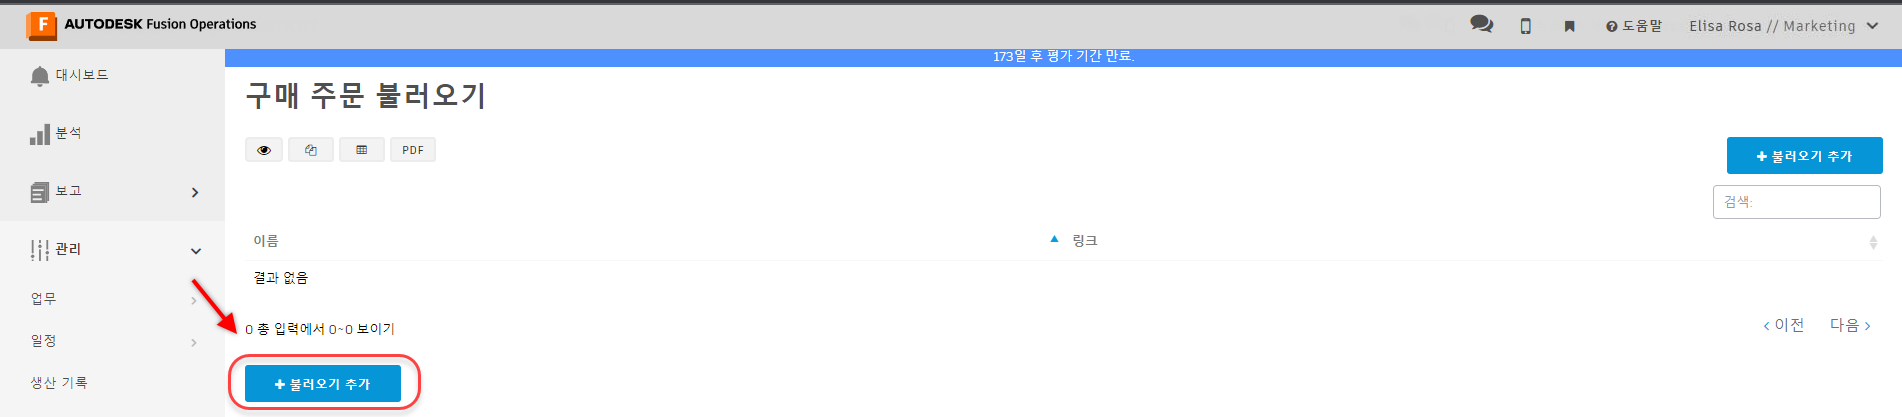 F AUTODESK Fusion Operations
도움말
Elisa Rosa // Marketing
173일 후 평가 기간 만료.
대시보드
분석
보고
관리
업무
일정
생산 기록
구매 주문 불러오기
PDF
+ 불러오기 추가
검색:
이름
링크
결과 없음
0 총 입력에서 0~0 보이기
이전
다음
+ 불러오기 추가